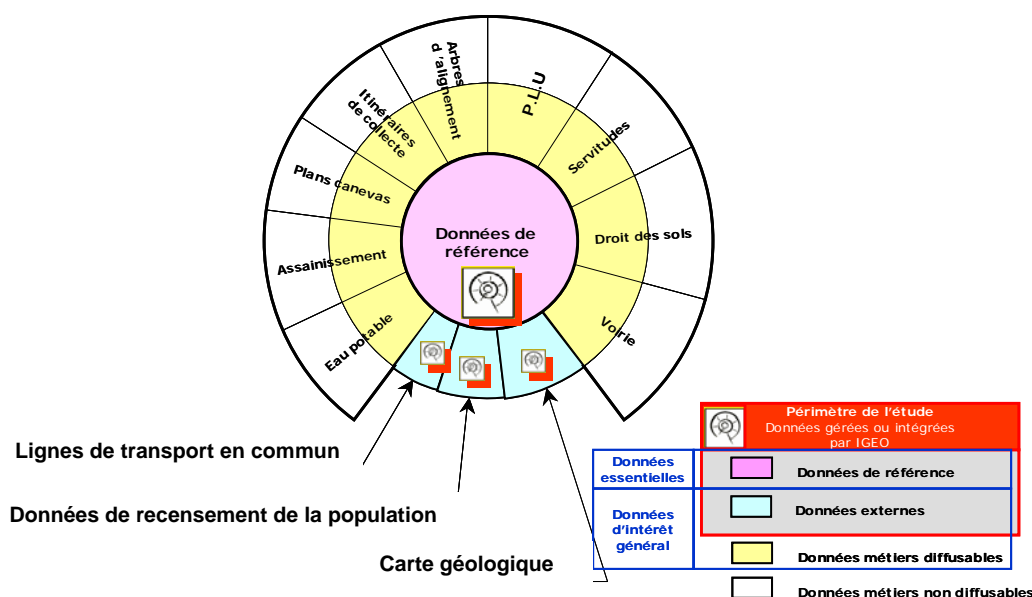 Arbres
d 'alignement
P.L.U
Itinéraires
de collecte
Servitudes
Plans canevas
Données de
référence
Droit des sols
Assainissement
Eau potable
Voirie
Lignes de transport en commun
Données de recensement de la population
Carte géologique
Périmètre de l'étude
Données gérées ou intégrées
par IGEO
Données
essentielles
Données de référence
Données
d'intérêt
général
Données externes
Données métiers diffusables
Données métiers non diffusables